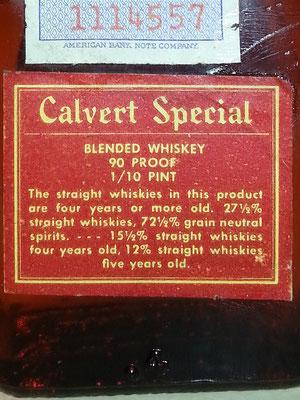 1114557
AMERICAN BANK NOTE COMPANY.
Calvert Special
BLENDED WHISKEY
90 PROOF
1/10 PINT
The straight whiskies in this product
are four years or more old. 27½%
straight whiskies, 72½% grain neutral
spirits. - - - - 15½% straight whiskies
four years old, 12% straight whiskies
five years old.